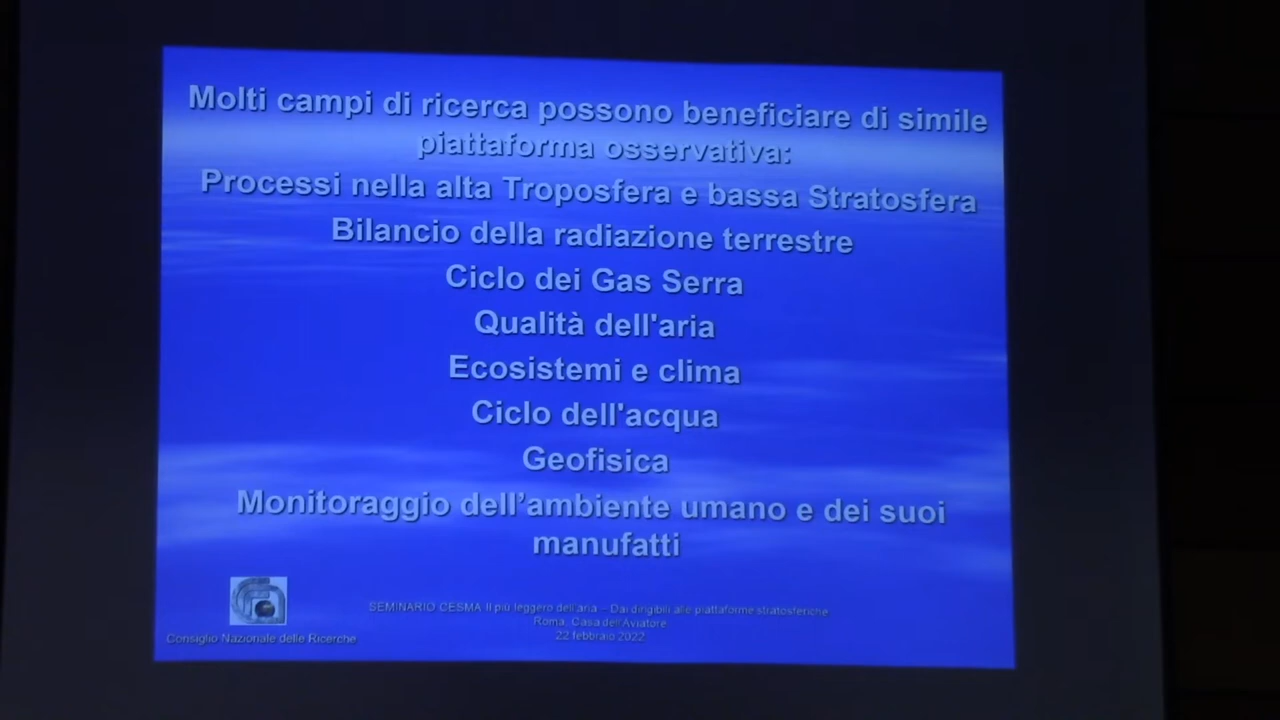 Molti campi di ricerca possono beneficiare di simile
piattaforma osservativa:
Processi nella alta Troposfera e bassa Stratosfera
Bilancio della radiazione terrestre
Ciclo dei Gas Serra
Qualità dell'aria
Ecosistemi e clima
Ciclo dell'acqua
Geofisica
Monitoraggio dell’ambiente umano e dei suoi
manufatti
SEMINARIO CESMA Il più leggero dell'aria – Dai dirigibili alle piattaforme stratosferiche
Roma, Casa dell'Aviatore
22 febbraio 2022
Consiglio Nazionale delle Ricerche